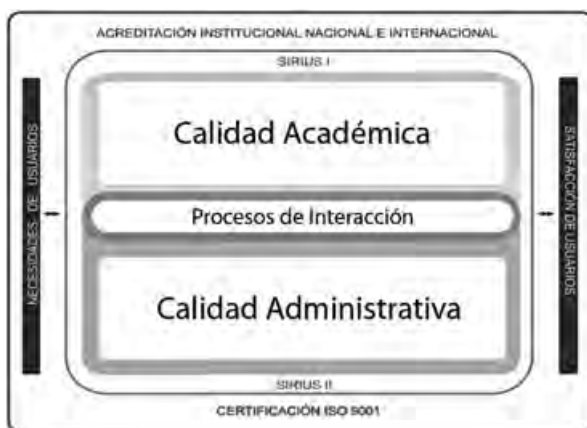 ACREDITACIÓN INSTITUCIONAL NACIONAL E INTERNACIONAL
SIRIUS I
NECESIDADES DE USUARIOS
Calidad Académica
Procesos de Interacción
Calidad Administrativa
SATISFACCIÓN DE USUARIOS
SIRIUS II
CERTIFICACIÓN ISO 9001